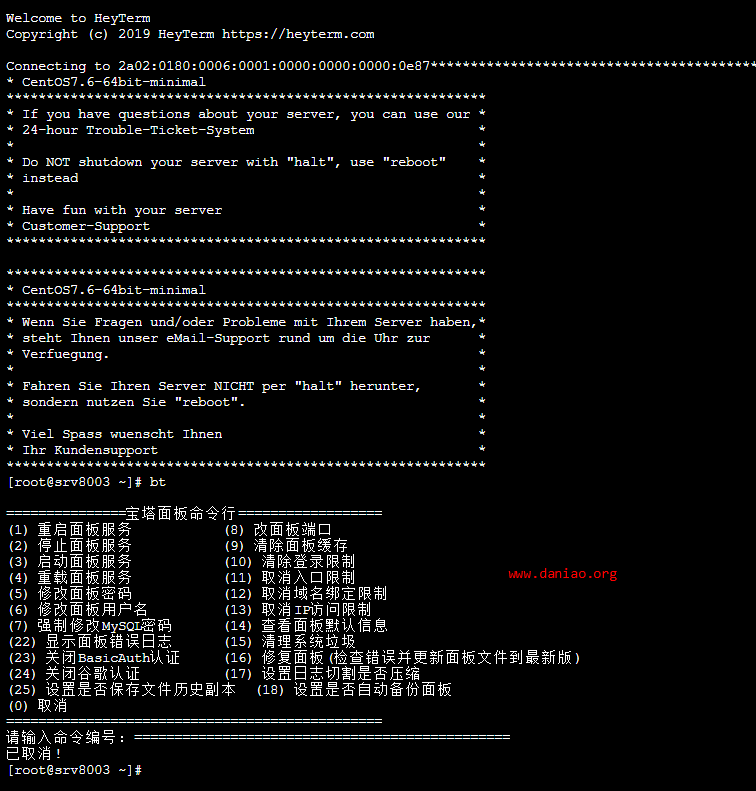 Welcome to HeyTerm
Copyright (c) 2019 HeyTerm https://heyterm.com
Connecting to 2a02:0180:0006:0001:0000:0000:0000:0e87*****************************************
* CentOS7.6-64bit-minimal
************************************************************
* If you have questions about your server, you can use our *
* 24-hour Trouble-Ticket-System *
* *
* Do NOT shutdown your server with "halt", use "reboot" *
* instead *
* *
* Have fun with your server *
* Customer-Support *
************************************************************
************************************************************
* CentOS7.6-64bit-minimal
************************************************************
* Wenn Sie Fragen und/oder Probleme mit Ihrem Server haben,*
* steht Ihnen unser eMail-Support rund um die Uhr zur *
* Verfuegung. *
* *
* Fahren Sie Ihren Server NICHT per "halt" herunter, *
* sondern nutzen Sie "reboot". *
* *
* Viel Spass wuenscht Ihnen *
* Ihr Kundensupport *
************************************************************
[root@srv8003 ~]# bt
===============宝塔面板命令行==================
(1) 重启面板服务 (8) 改面板端口
(2) 停止面板服务 (9) 清除面板缓存
(3) 启动面板服务 (10) 清除登录限制
(4) 重载面板服务 (11) 取消入口限制
(5) 修改面板密码 (12) 取消域名绑定限制
(6) 修改面板用户名 (13) 取消IP访问限制
(7) 强制修改MySQL密码 (14) 查看面板默认信息
(22) 显示面板错误日志 (15) 清理系统垃圾
(23) 关闭BasicAuth认证 (16) 修复面板(检查错误并更新面板文件到最新版)
(24) 关闭谷歌认证 (17) 设置日志切割是否压缩
(25) 设置是否保存文件历史副本 (18) 设置是否自动备份面板
(0) 取消
===============================================
请输入命令编号：===============================================
已取消！
[root@srv8003 ~]#
www.daniao.org